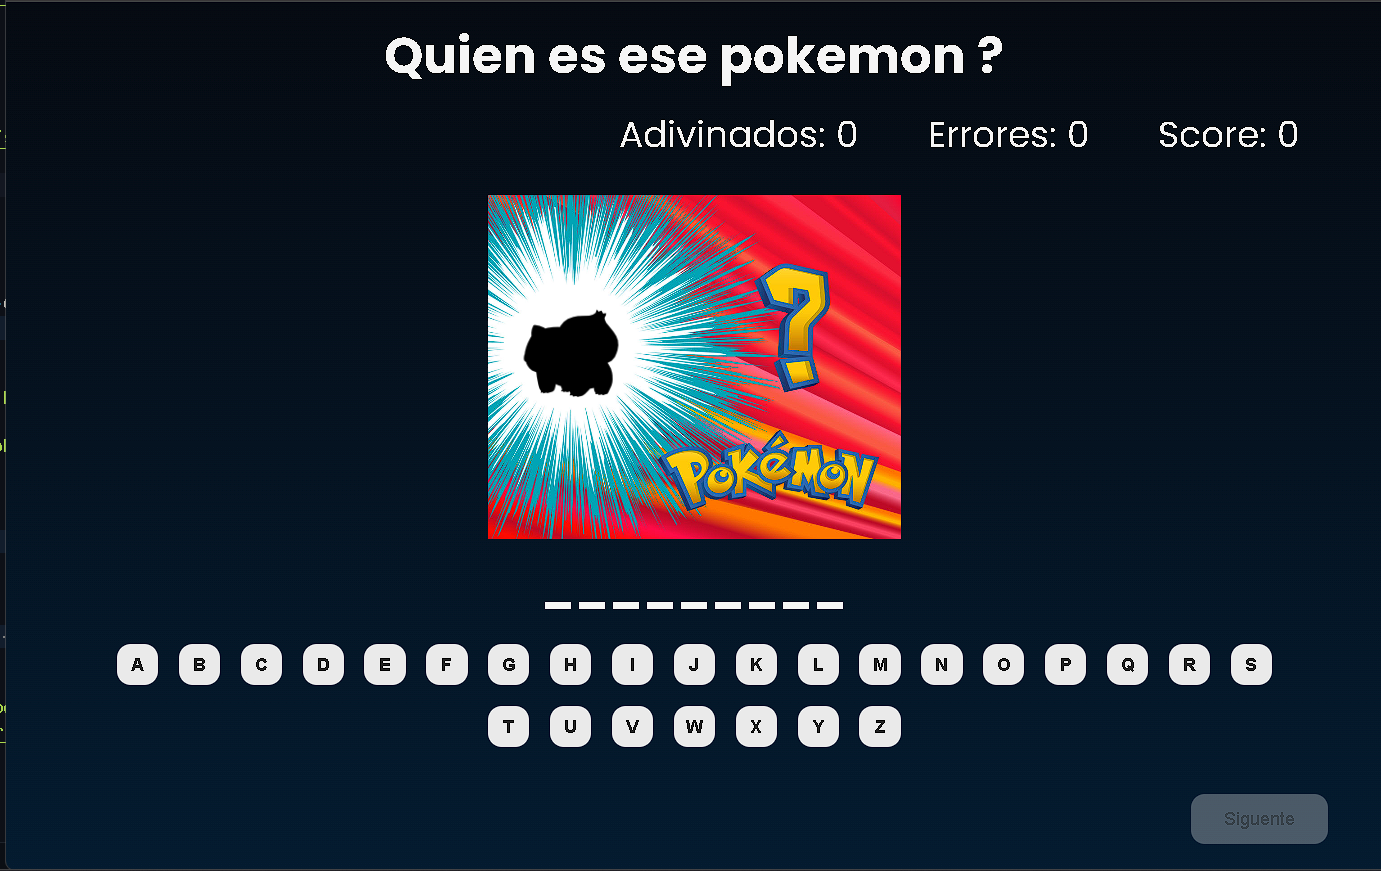 Quien es ese pokemon ?
Adivinados: 0 Errores: 0 Score: 0
?
POKéMON
A B C D E F G H I J K L M N O P Q R S
T U V W X Y Z
Siguente